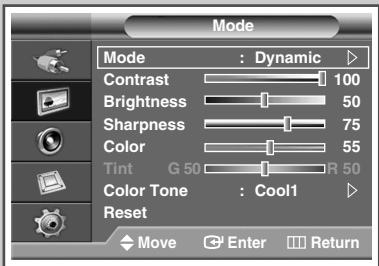 Mode
Mode : Dynamic
Contrast 100
Brightness 50
Sharpness 75
Color 55
Tint G 50 R 50
Color Tone : Cool1
Reset
Move Enter Return